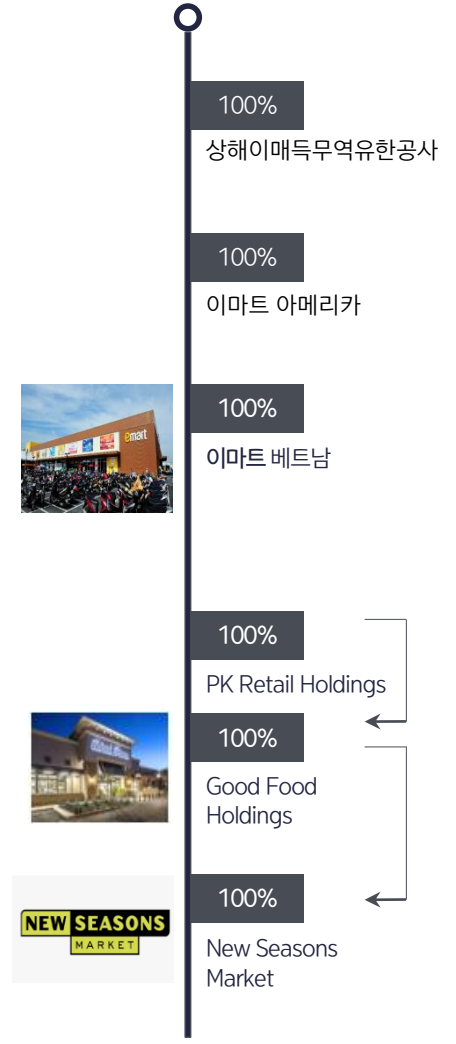 100%
상해이매득무역유한공사
100%
이마트 아메리카
emart
100%
이마트 베트남
100%
PK Retail Holdings
100%
Good Food
Holdings
100%
NEW SEASONS
MARKET
New Seasons
Market